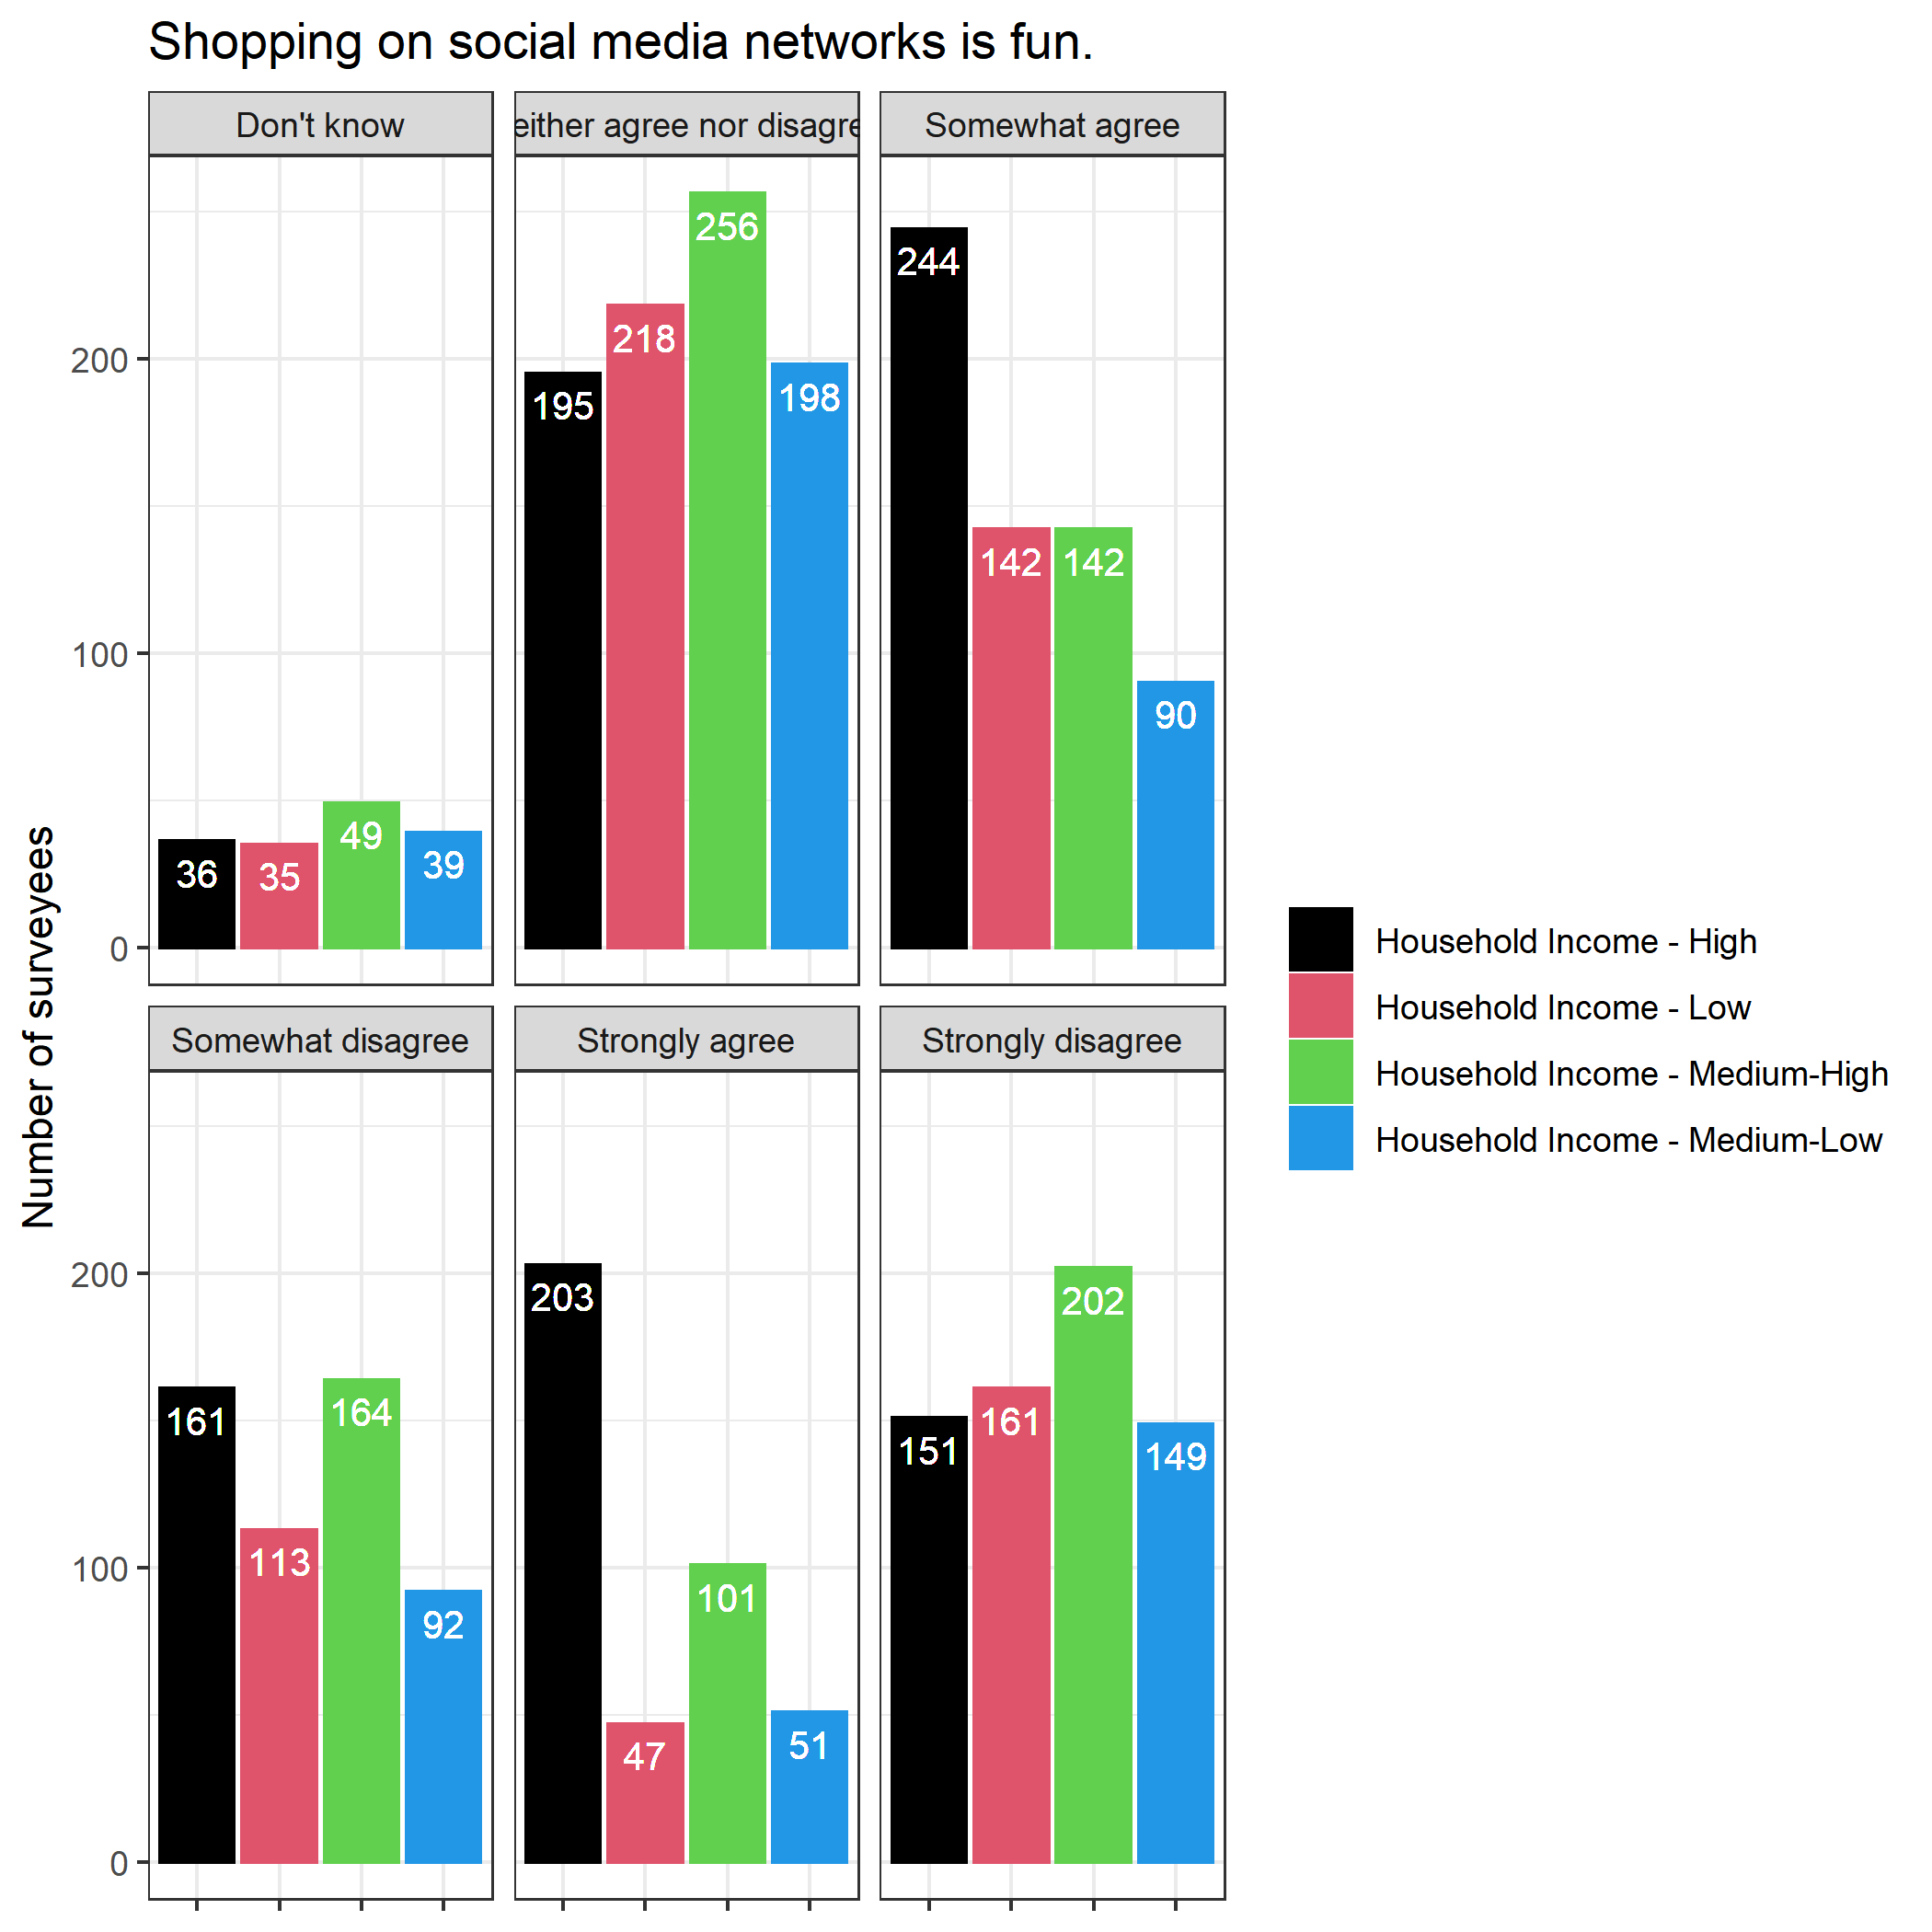 Shopping on social media networks is fun.
Don't know
either agree nor disagre
Somewhat agree
200
100
0
36
35
49
39
195
218
256
198
244
142
142
90
Number of surveyees
Somewhat disagree
Strongly agree
Strongly disagree
200
100
0
161
113
164
92
203
47
101
51
151
161
202
149
Household Income - High
Household Income - Low
Household Income - Medium-High
Household Income - Medium-Low